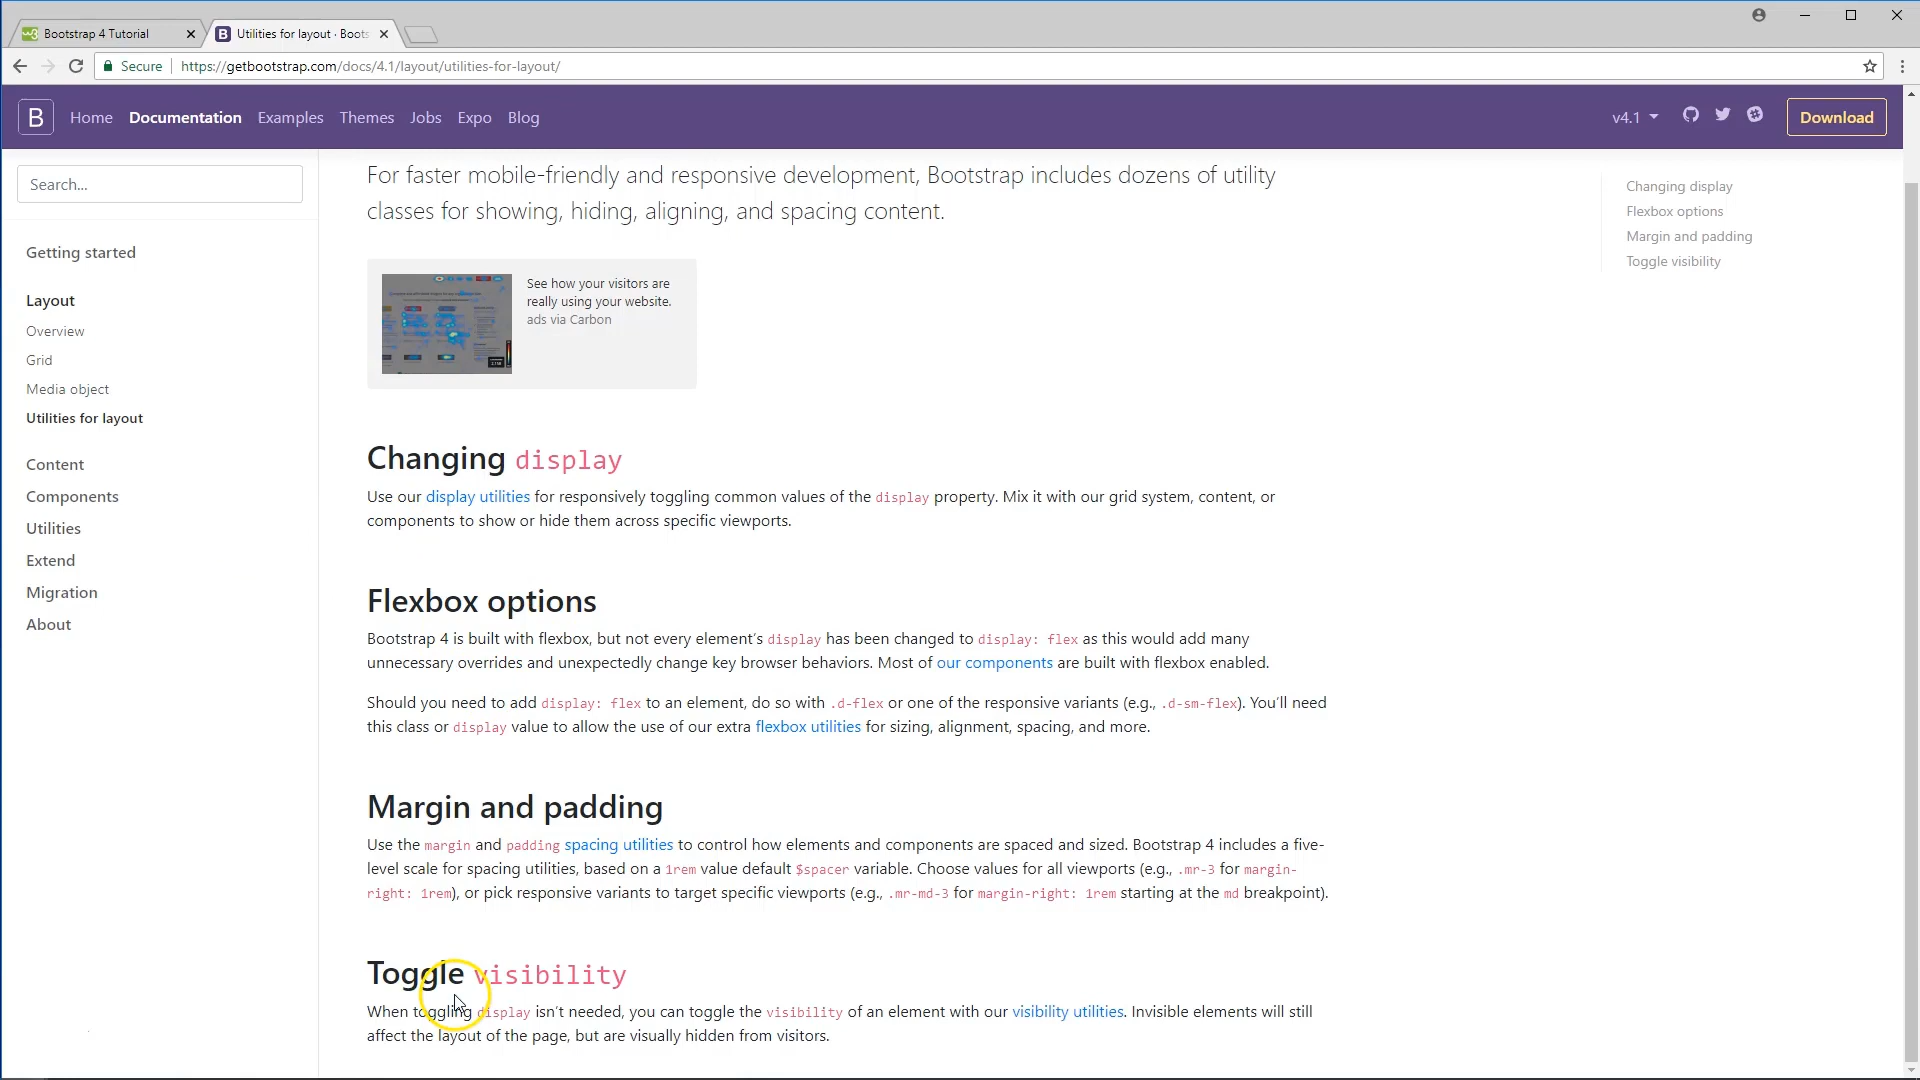 Bootstrap 4 Tutorial
Utilities for layout · Boots
Secure
https://getbootstrap.com/docs/4.1/layout/utilities-for-layout/
B
Home
Documentation
Examples
Themes
Jobs
Expo
Blog
v4.1
Download
Search...
Getting started
Layout
Overview
Grid
Media object
Utilities for layout
Content
Components
Utilities
Extend
Migration
About
For faster mobile-friendly and responsive development, Bootstrap includes dozens of utility
classes for showing, hiding, aligning, and spacing content.
See how your visitors are
really using your website.
ads via Carbon
Changing display
Use our display utilities for responsively toggling common values of the display property. Mix it with our grid system, content, or
components to show or hide them across specific viewports.
Flexbox options
Bootstrap 4 is built with flexbox, but not every element's display has been changed to display: flex as this would add many
unnecessary overrides and unexpectedly change key browser behaviors. Most of our components are built with flexbox enabled.
Should you need to add display: flex to an element, do so with .d-flex or one of the responsive variants (e.g., .d-sm-flex). You'll need
this class or display value to allow the use of our extra flexbox utilities for sizing, alignment, spacing, and more.
Margin and padding
Use the margin and padding spacing utilities to control how elements and components are spaced and sized. Bootstrap 4 includes a five-
level scale for spacing utilities, based on a 1rem value default $spacer variable. Choose values for all viewports (e.g., .mr-3 for margin-
right: 1rem), or pick responsive variants to target specific viewports (e.g., .mr-md-3 for margin-right: 1rem starting at the md breakpoint).
Toggle visibility
When toggling display isn't needed, you can toggle the visibility of an element with our visibility utilities. Invisible elements will still
affect the layout of the page, but are visually hidden from visitors.
Changing display
Flexbox options
Margin and padding
Toggle visibility